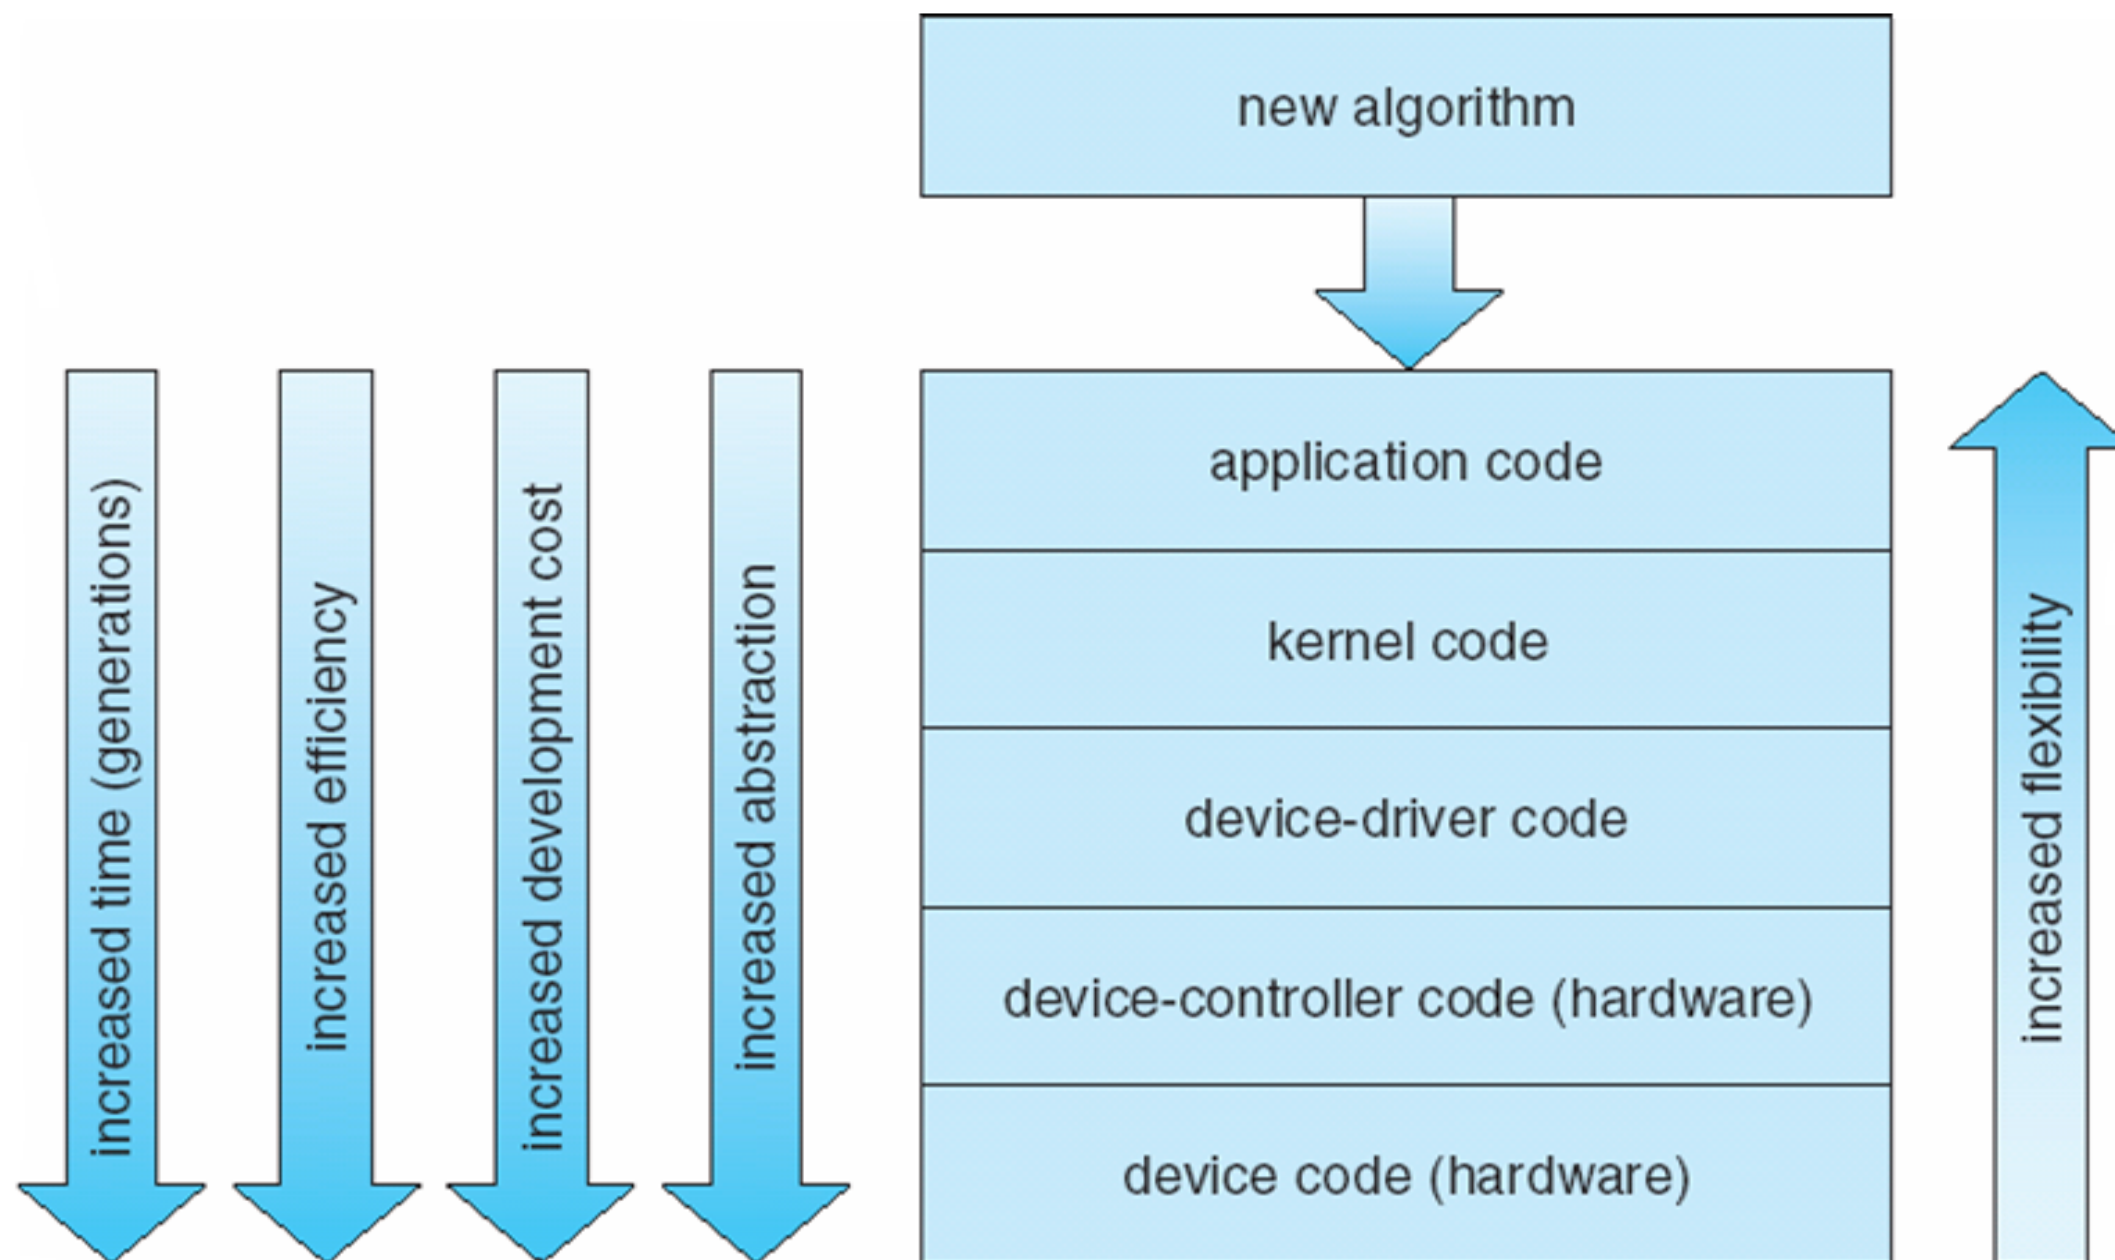 new algorithm
increased time (generations)
increased efficiency
increased development cost
increased abstraction
application code
kernel code
device-driver code
device-controller code (hardware)
device code (hardware)
increased flexibility